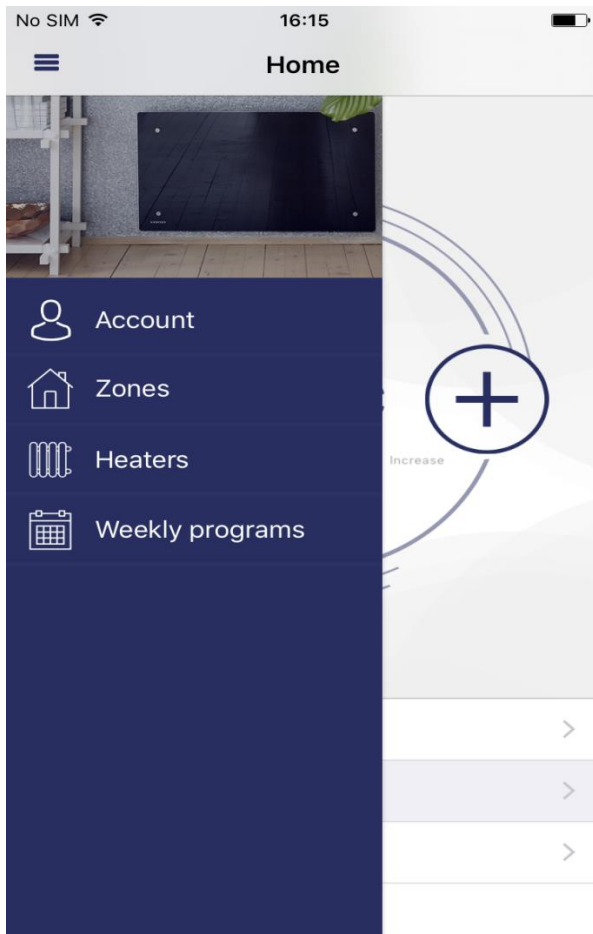 No SIM 16:15
Home
Account
Zones
Heaters
Weekly programs
Increase